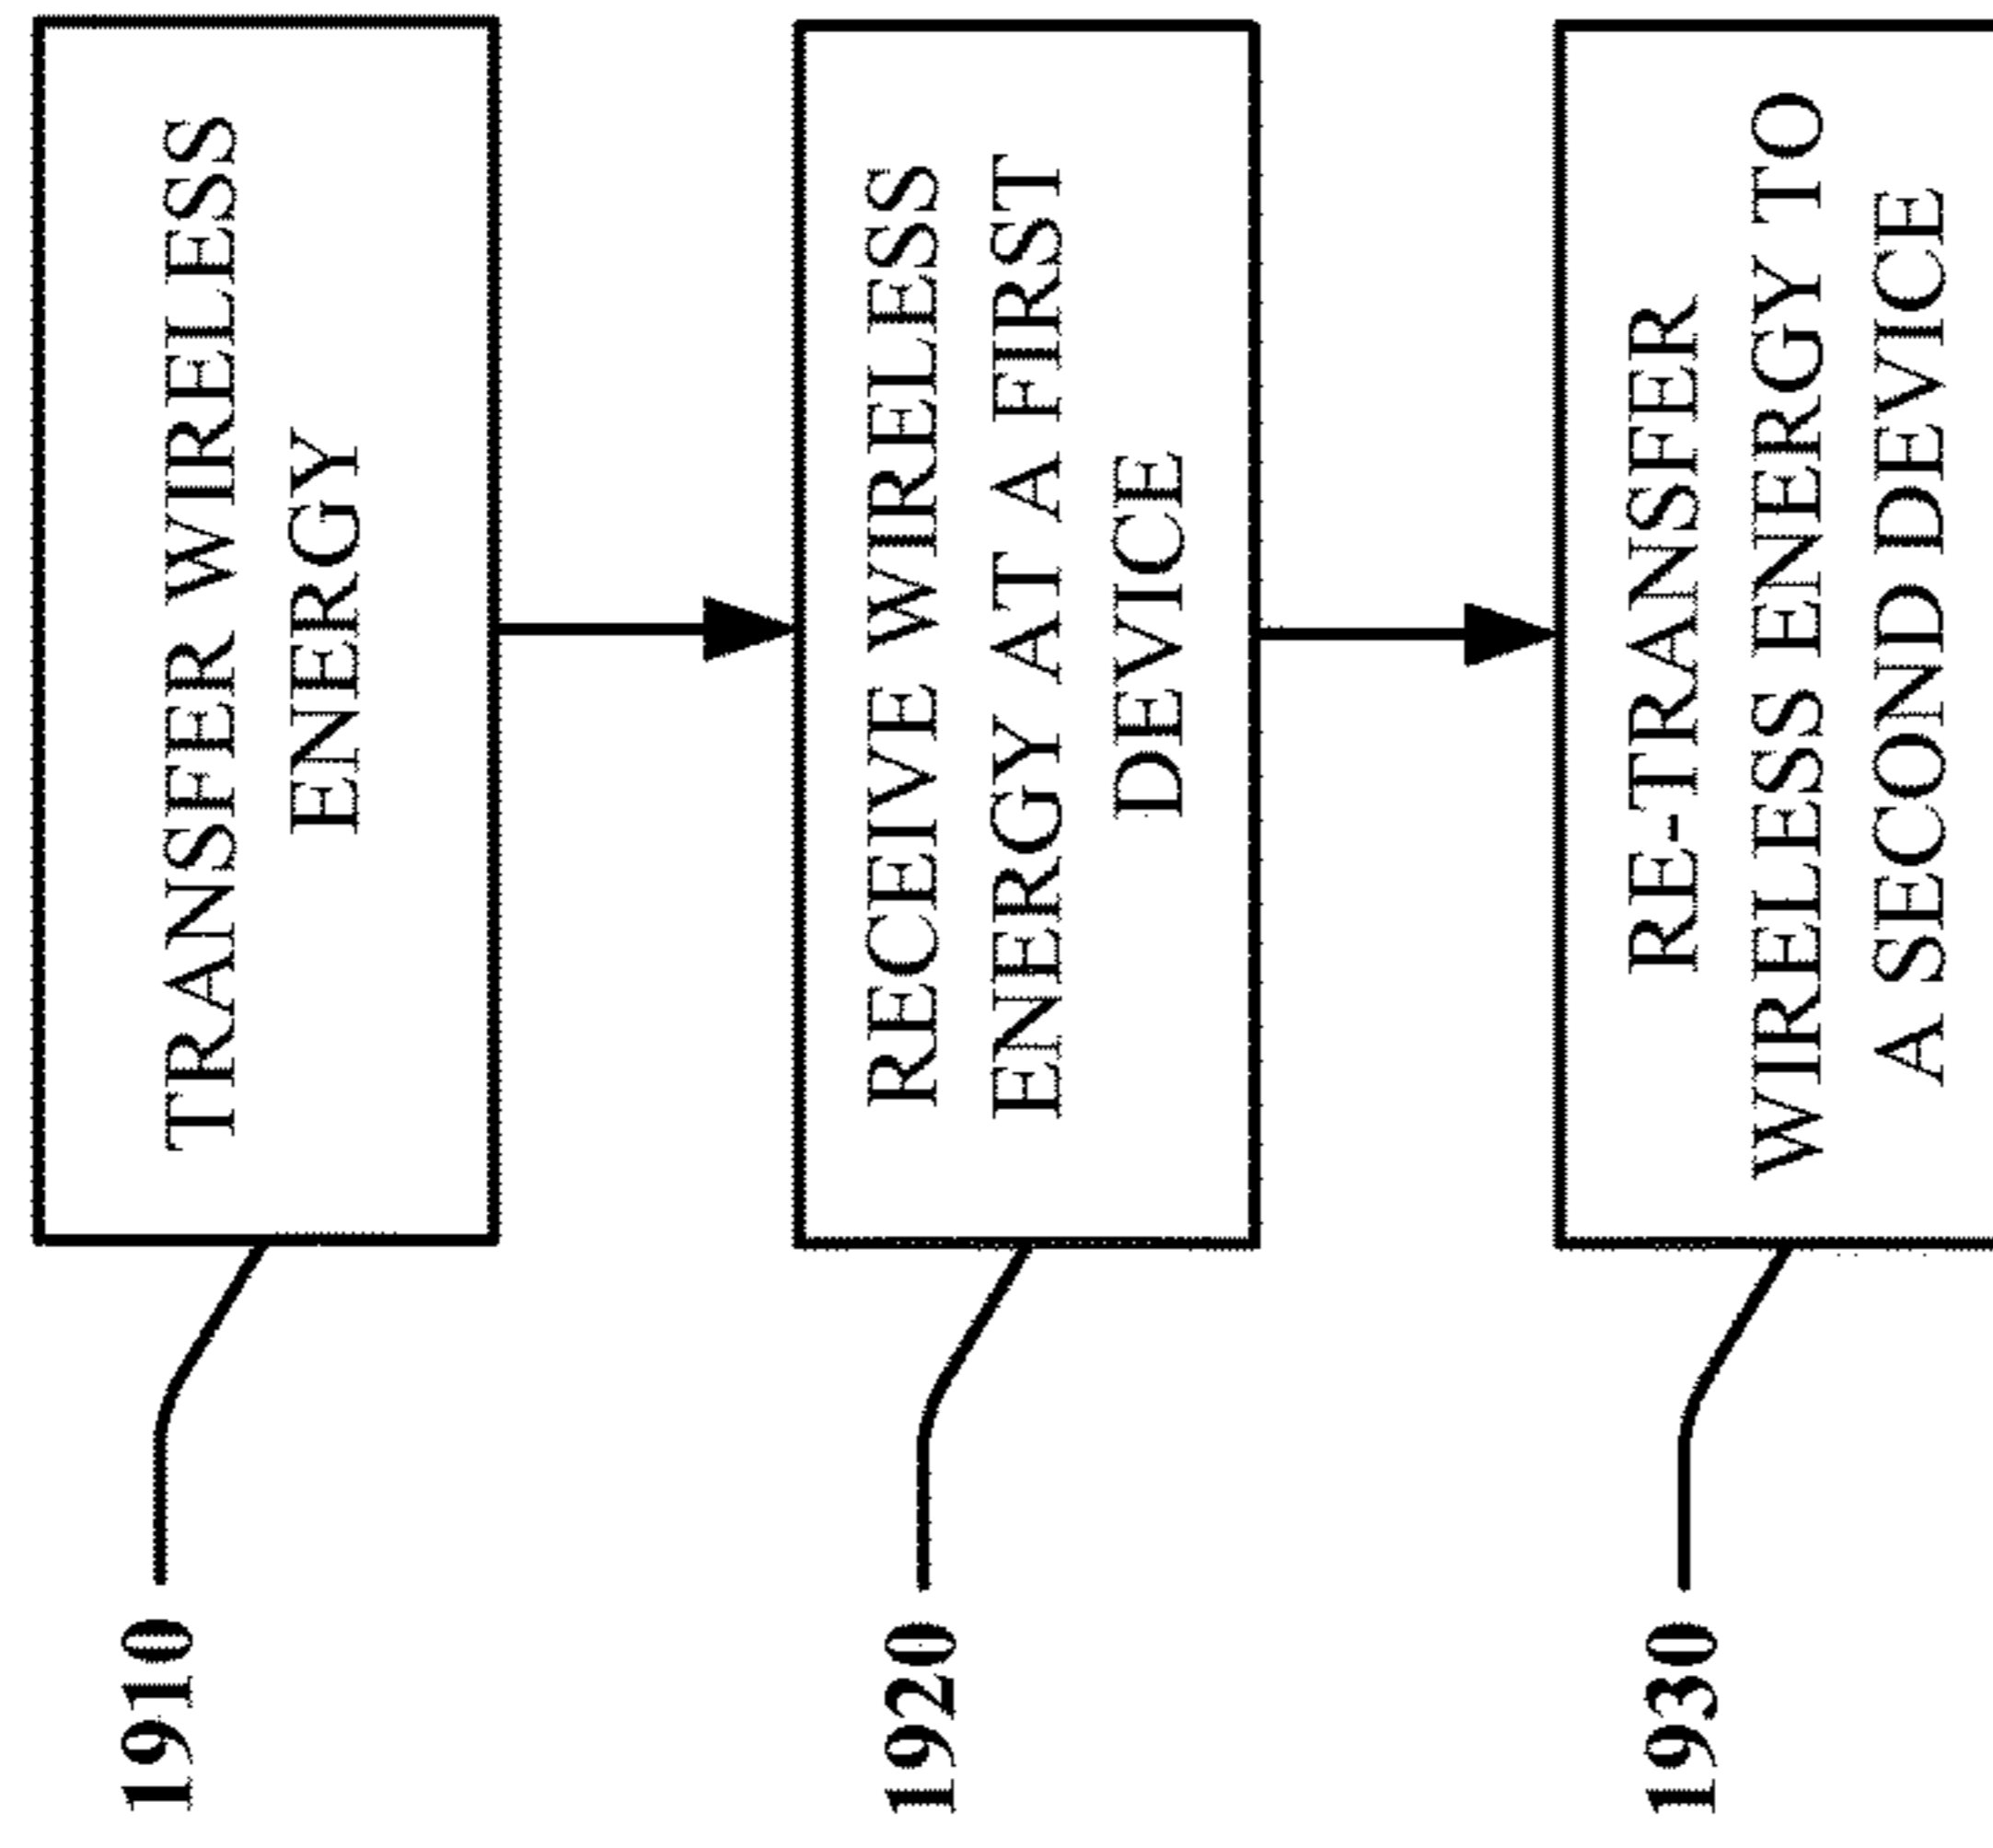 1910
TRANSFER WIRELESS
ENERGY
1920
RECEIVE WIRELESS
ENERGY AT A FIRST
DEVICE
1930
RE-TRANSFER
WIRELESS ENERGY TO
A SECOND DEVICE